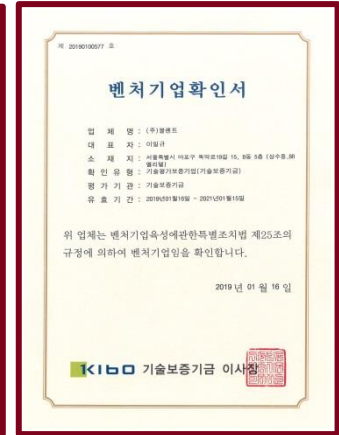 제 20190100577 호
벤처기업확인서
업 체 명 : (주)블렌트
대 표 자 : 이일규
소 재 지 : 서울특별시 마포구 독막로19길 15, B동 5층 (상수동,
확 인 유 형 : 기술평가보증기업(기술보증기금)
평 가 기 관 : 기술보증기금
유 효 기 간 : 2019년01월16일 ~ 2021년01월15일
위 업체는 벤처기업육성에관한특별조치법 제25조의
규정에 의하여 벤처기업임을 확인합니다.
2019 년 01 월 16 일
KIBO 기술보증기금 이사장